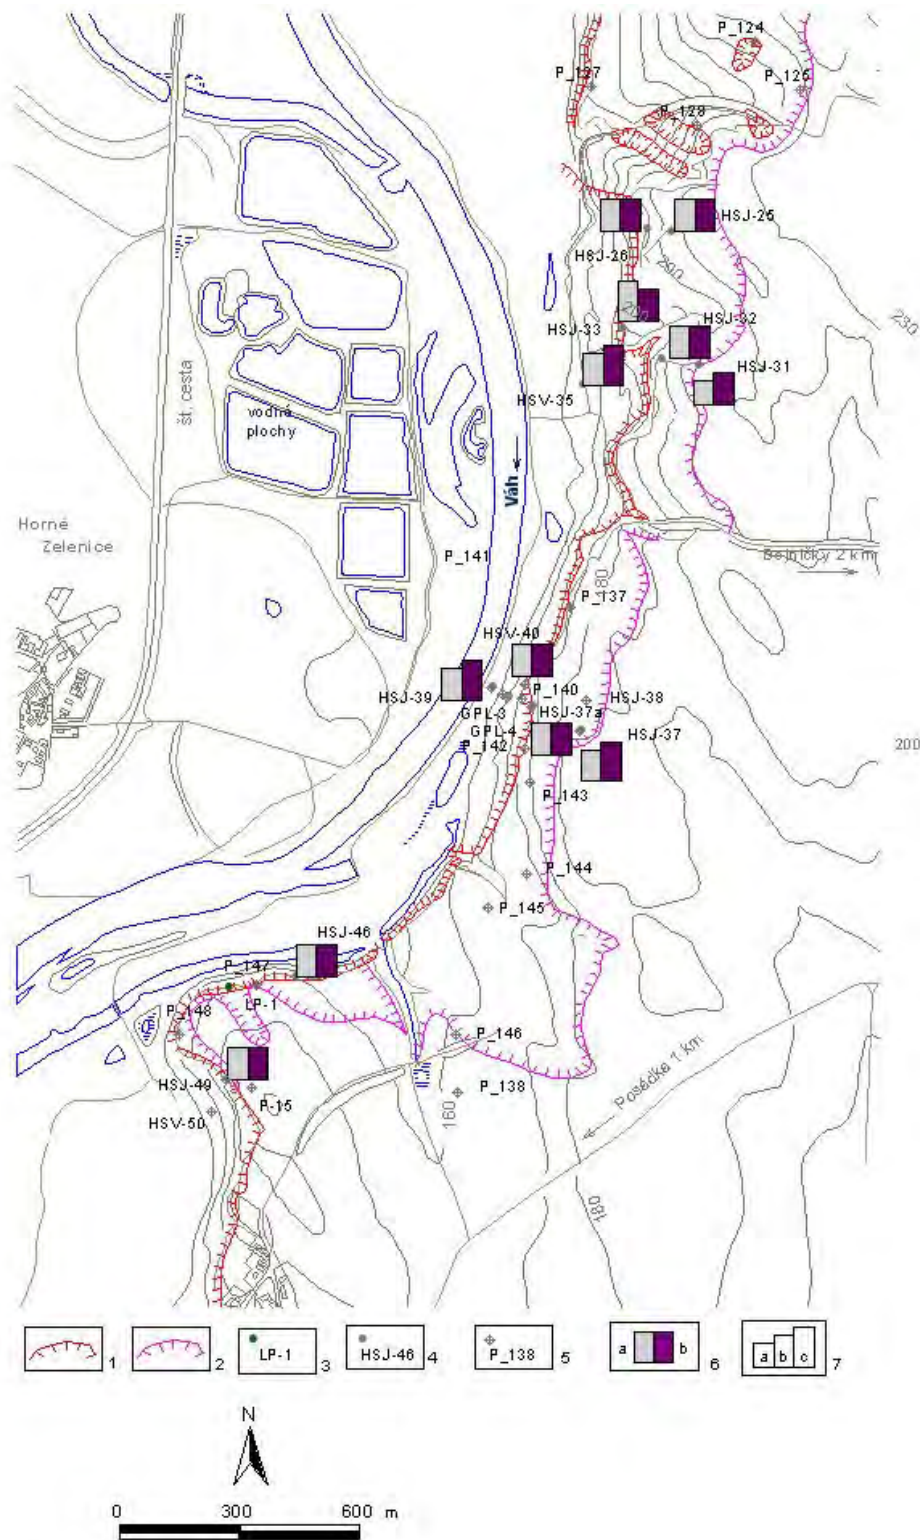 P_124
P_127
P_125
P_128
HSJ-25
HSJ-26
200
230
HSJ-33
HSJ-32
HSJ-31
HSV-35
št. cesta
vodné
plochy
Váh
Horné
Zelenice
P_141
Bojničky 2 km
180
P_137
HSV-40
HSJ-39
P_140
HSJ-38
GPL-3
HSJ-37a
GPL-4
HSJ-37
P_142
200
P_143
P_144
P_145
HSJ-46
P_147
LP-1
P_148
P_146
Posádka 1 km
HSJ-49
P-15
P_138
HSV-50
160
180
1
2
LP-1
3
HSJ-46
4
P_138
5
a
b
6
a
b
c
7
N
0
300
600 m